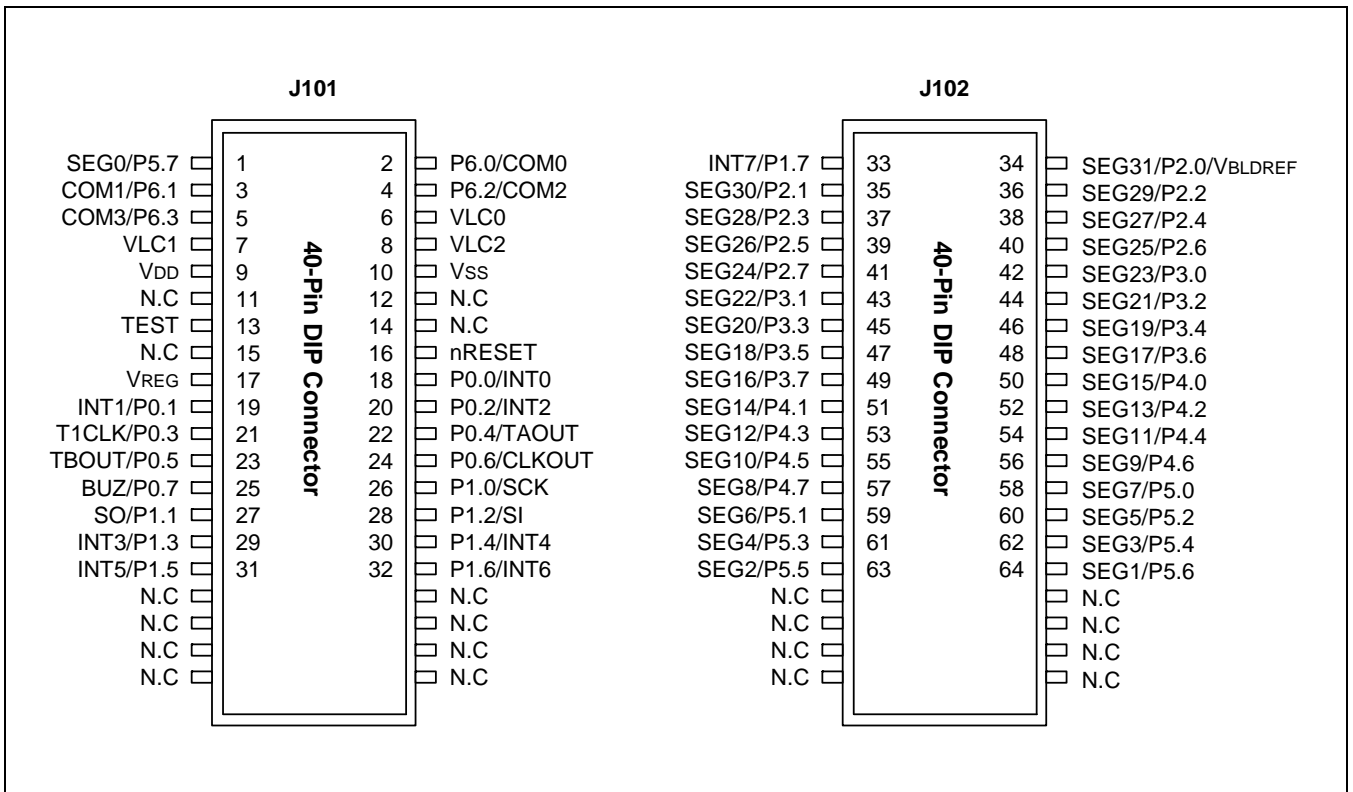 J101
SEG0/P5.7 1 2 P6.0/COM0
COM1/P6.1 3 4 P6.2/COM2
COM3/P6.3 5 6 VLC0
VLC1 7 8 VLC2
VDD 9 10 VSS
N.C 11 12 N.C
TEST 13 14 N.C
N.C 15 16 nRESET
VREG 17 18 P0.0/INT0
INT1/P0.1 19 20 P0.2/INT2
T1CLK/P0.3 21 22 P0.4/TAOUT
TBOUT/P0.5 23 24 P0.6/CLKOUT
BUZ/P0.7 25 26 P1.0/SCK
SO/P1.1 27 28 P1.2/SI
INT3/P1.3 29 30 P1.4/INT4
INT5/P1.5 31 32 P1.6/INT6
N.C N.C
N.C N.C
N.C N.C
N.C N.C
40-Pin DIP Connector
J102
INT7/P1.7 33 34 SEG31/P2.0/VBLDREF
SEG30/P2.1 35 36 SEG29/P2.2
SEG28/P2.3 37 38 SEG27/P2.4
SEG26/P2.5 39 40 SEG25/P2.6
SEG24/P2.7 41 42 SEG23/P3.0
SEG22/P3.1 43 44 SEG21/P3.2
SEG20/P3.3 45 46 SEG19/P3.4
SEG18/P3.5 47 48 SEG17/P3.6
SEG16/P3.7 49 50 SEG15/P4.0
SEG14/P4.1 51 52 SEG13/P4.2
SEG12/P4.3 53 54 SEG11/P4.4
SEG10/P4.5 55 56 SEG9/P4.6
SEG8/P4.7 57 58 SEG7/P5.0
SEG6/P5.1 59 60 SEG5/P5.2
SEG4/P5.3 61 62 SEG3/P5.4
SEG2/P5.5 63 64 SEG1/P5.6
N.C N.C
N.C N.C
N.C N.C
N.C N.C
40-Pin DIP Connector